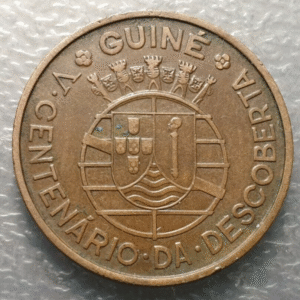 GUINÉ
V · CENTENÁRIO · DA · DESCOBERTA